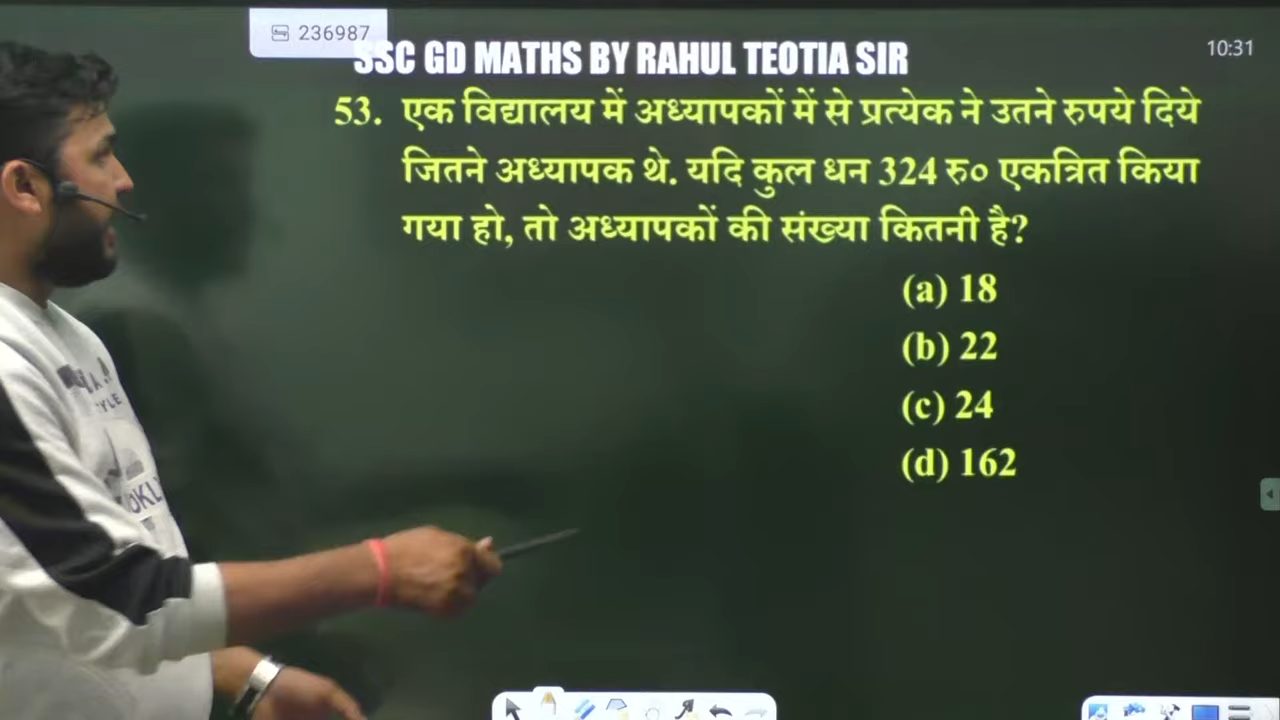 236987
SSC GD MATHS BY RAHUL TEOTIA SIR
10:31
53. एक विद्यालय में अध्यापकों में से प्रत्येक ने उतने रुपये दिये
जितने अध्यापक थे. यदि कुल धन 324 रु० एकत्रित किया
गया हो, तो अध्यापकों की संख्या कितनी है?
(a) 18
(b) 22
(c) 24
(d) 162